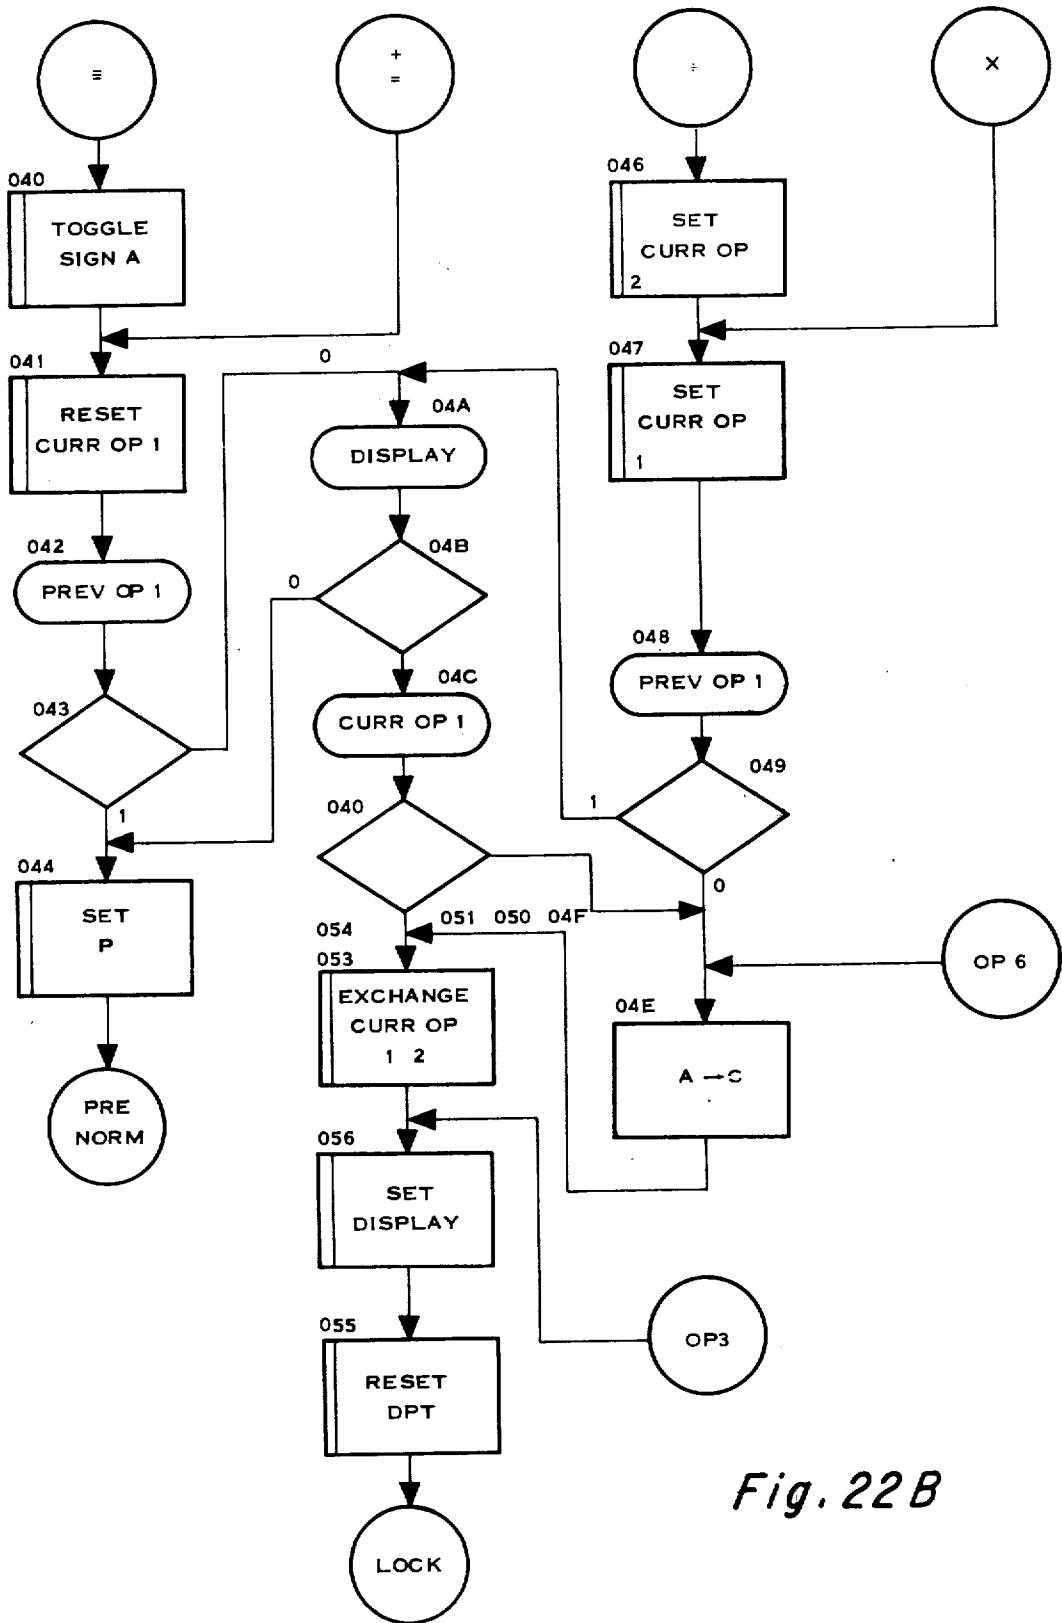 ≡
+
=
÷
×
040
TOGGLE
SIGN A
046
SET
CURR OP
2
041
RESET
CURR OP 1
0
04A
DISPLAY
047
SET
CURR OP
1
042
PREV OP 1
04B
0
048
PREV OP 1
043
1
04C
CURR OP 1
040
049
1
0
044
SET
P
054
051 050 04F
053
EXCHANGE
CURR OP
1 2
OP 6
04E
A → C
PRE
NORM
056
SET
DISPLAY
055
RESET
DPT
OP3
LOCK
Fig. 22B